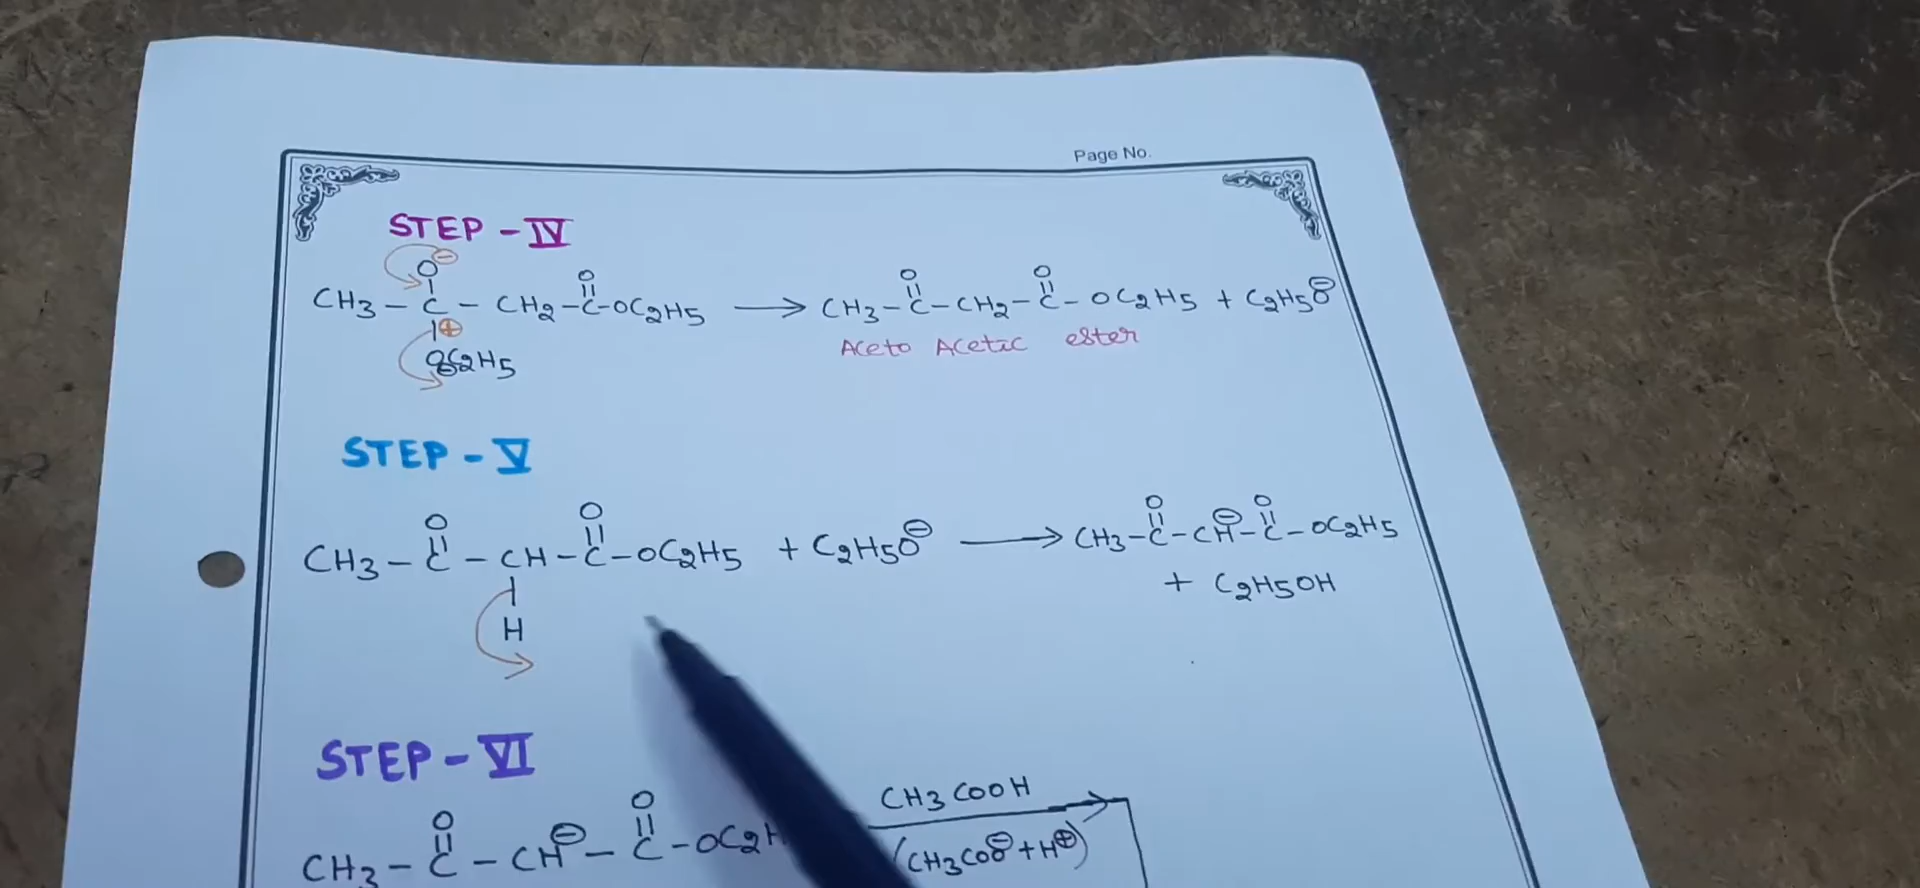 Page No.
STEP - IV
O⊖ O O O
CH3 - C - CH2 - C - OC2H5 ⟶ CH3 - C - CH2 - C - OC2H5 + C2H5O⊖
⊕
OC2H5
Aceto Acetic ester
STEP - V
O O O O
CH3 - C - CH - C - OC2H5 + C2H5O⊖ ⟶ CH3 - C - CH⊖ - C - OC2H5
H
+ C2H5OH
STEP - VI
O O
CH3 - C - CH⊖ - C - OC2H
CH3COOH
(CH3COO⊖ + H⊕)